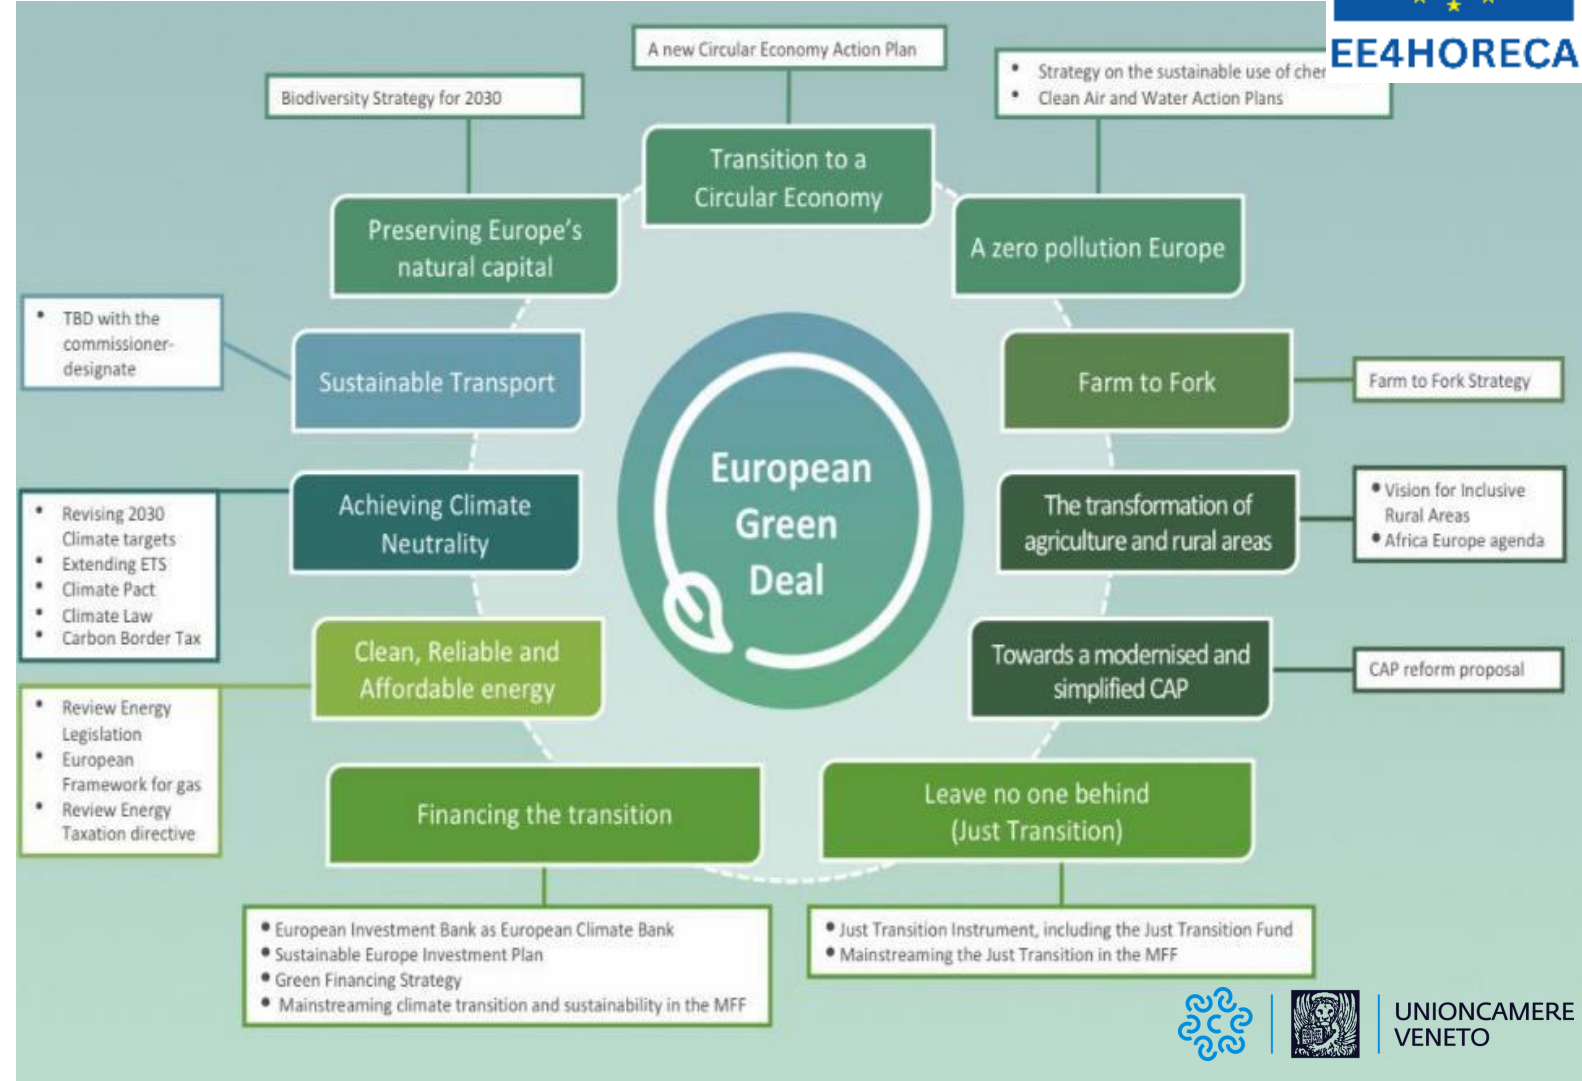 EE4HORECA
A new Circular Economy Action Plan
• Strategy on the sustainable use of
• Clean Air and Water Action Plans
Biodiversity Strategy for 2030
Transition to a
Circular Economy
Preserving Europe's
natural capital
A zero pollution Europe
• TBD with the
commissioner-
designate
Sustainable Transport
Farm to Fork
Farm to Fork Strategy
European
Green
Deal
Achieving Climate
Neutrality
• Revising 2030
Climate targets
• Extending ETS
• Climate Pact
• Climate Law
• Carbon Border Tax
The transformation of
agriculture and rural areas
• Vision for Inclusive
Rural Areas
• Africa Europe agenda
Clean, Reliable and
Affordable energy
• Review Energy
Legislation
• European
Framework for gas
• Review Energy
Taxation directive
Towards a modernised and
simplified CAP
CAP reform proposal
Financing the transition
Leave no one behind
(Just Transition)
• European Investment Bank as European Climate Bank
• Sustainable Europe Investment Plan
• Green Financing Strategy
• Mainstreaming climate transition and sustainability in the MFF
• Just Transition Instrument, including the Just Transition Fund
• Mainstreaming the Just Transition in the MFF
UNIONCAMERE
VENETO